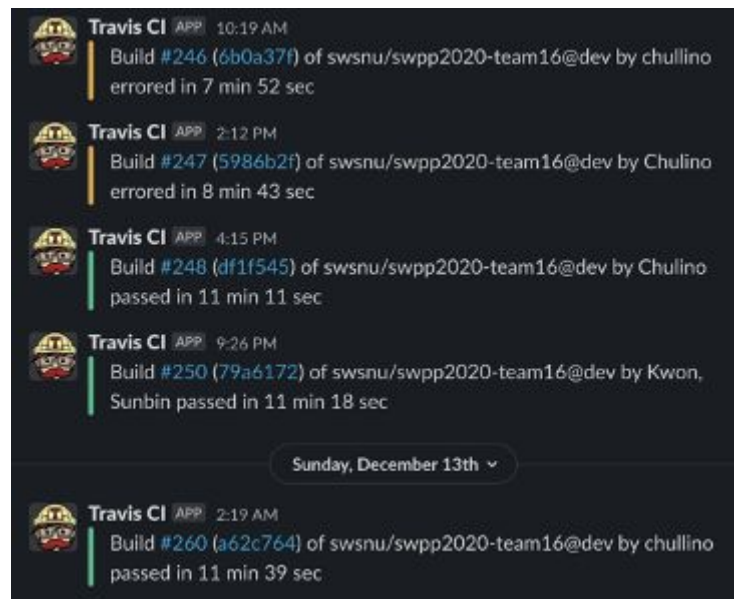 Travis CI APP 10:19 AM
Build #246 (6b0a37f) of swsnu/swpp2020-team16@dev by chullino
errored in 7 min 52 sec
Travis CI APP 2:12 PM
Build #247 (5986b2f) of swsnu/swpp2020-team16@dev by Chulino
errored in 8 min 43 sec
Travis CI APP 4:15 PM
Build #248 (df1f545) of swsnu/swpp2020-team16@dev by Chulino
passed in 11 min 11 sec
Travis CI APP 9:26 PM
Build #250 (79a6172) of swsnu/swpp2020-team16@dev by Kwon,
Sunbin passed in 11 min 18 sec
Sunday, December 13th
Travis CI APP 2:19 AM
Build #260 (a62c764) of swsnu/swpp2020-team16@dev by chullino
passed in 11 min 39 sec